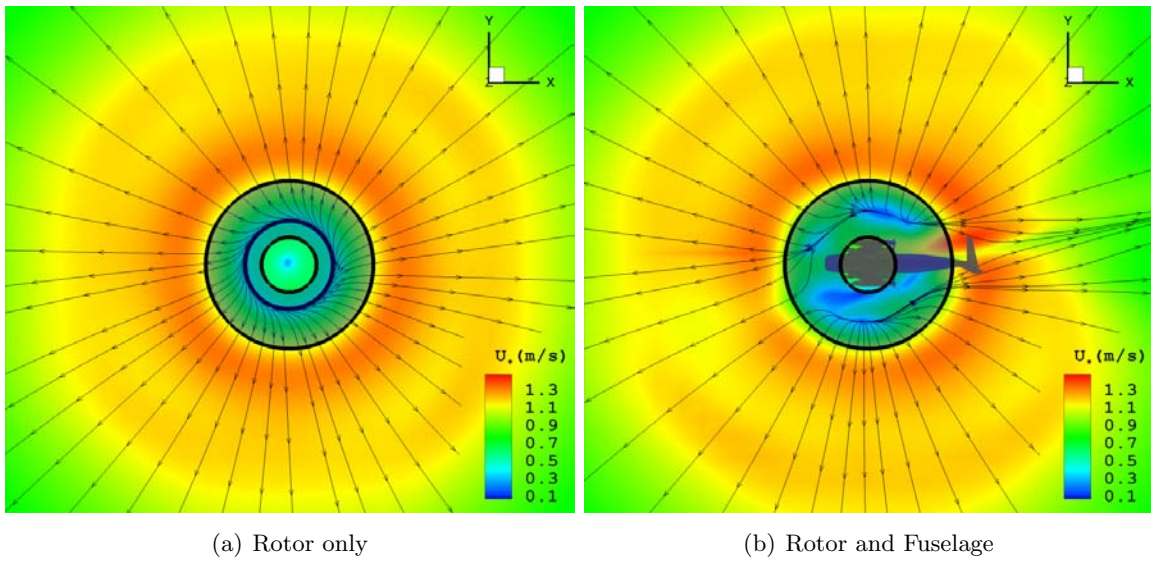 Y
Z X
U*(m/s)
1.3
1.1
0.9
0.7
0.5
0.3
0.1
(a) Rotor only
Y
Z X
U*(m/s)
1.3
1.1
0.9
0.7
0.5
0.3
0.1
(b) Rotor and Fuselage